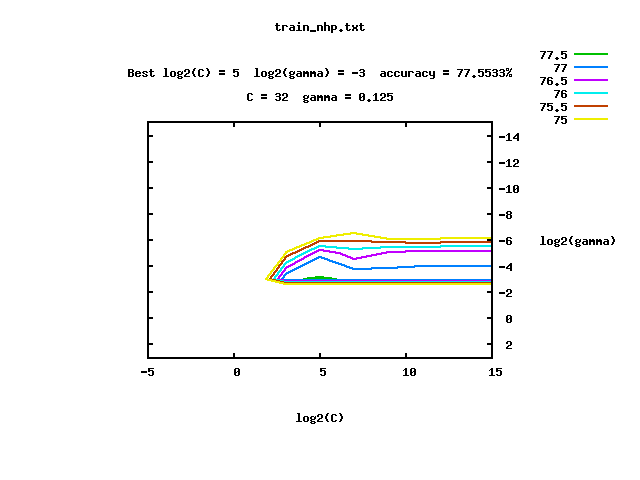 train_nhp.txt
Best log2(C) = 5  log2(gamma) = -3  accuracy = 77.5533%
C = 32  gamma = 0.125
77.5
77
76.5
76
75.5
75
-14
-12
-10
-8
-6
log2(gamma)
-4
-2
0
2
-5 0 5 10 15
log2(C)